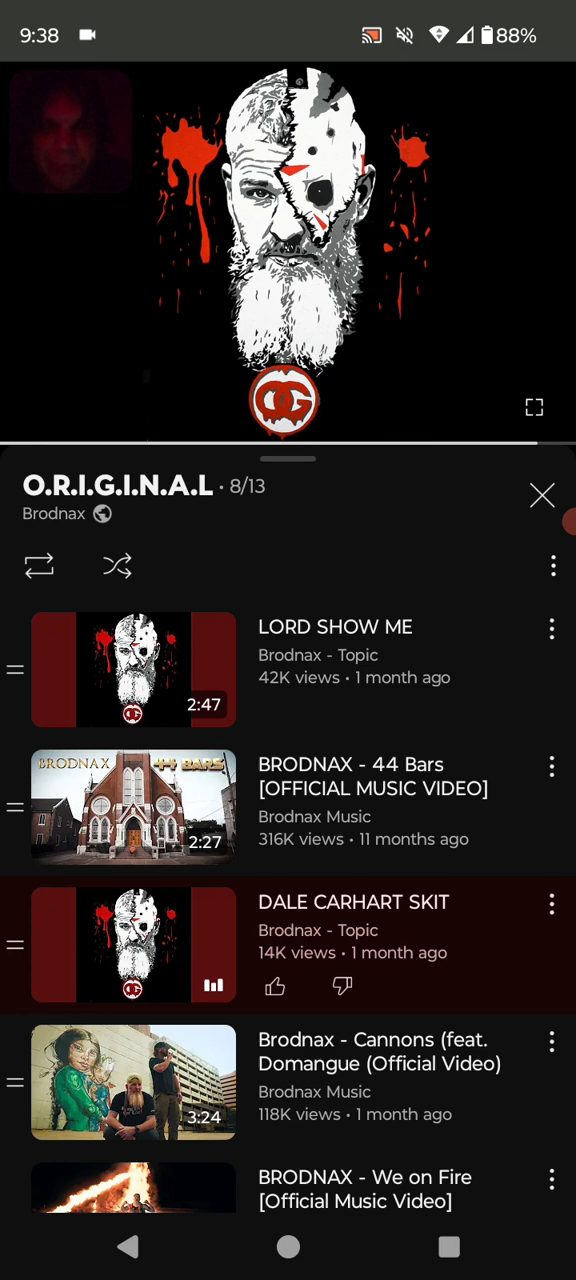 9:38
88%
OG
O.R.I.G.I.N.A.L · 8/13
Brodnax
LORD SHOW ME
Brodnax - Topic
42K views • 1 month ago
2:47
BRODNAX
44 BARS
BRODNAX - 44 Bars
[OFFICIAL MUSIC VIDEO]
Brodnax Music
316K views • 11 months ago
2:27
DALE CARHART SKIT
Brodnax - Topic
14K views • 1 month ago
Brodnax - Cannons (feat.
Domangue (Official Video)
Brodnax Music
118K views • 1 month ago
3:24
BRODNAX - We on Fire
[Official Music Video]